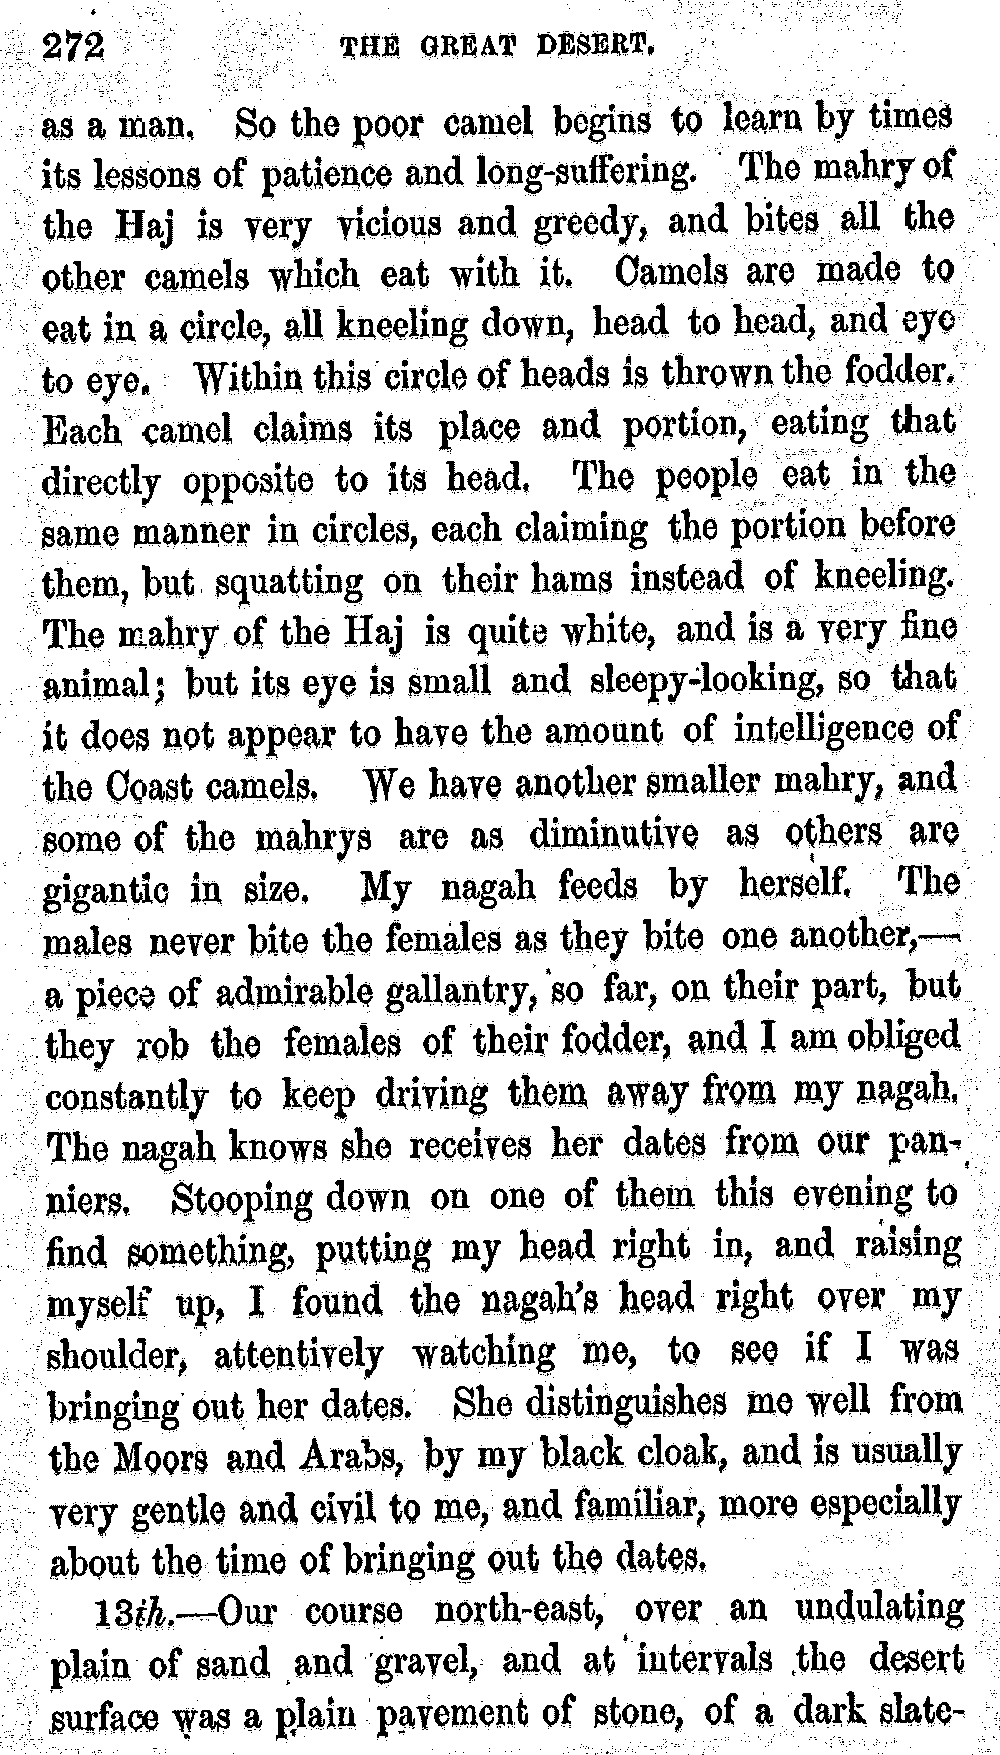 272 THE GREAT DESERT.
as a man. So the poor camel begins to learn by times
its lessons of patience and long-suffering. The mahry of
the Haj is very vicious and greedy, and bites all the
other camels which eat with it. Camels are made to
eat in a circle, all kneeling down, head to head, and eye
to eye. Within this circle of heads is thrown the fodder.
Each camel claims its place and portion, eating that
directly opposite to its head. The people eat in the
same manner in circles, each claiming the portion before
them, but squatting on their hams instead of kneeling.
The mahry of the Haj is quite white, and is a very fine
animal; but its eye is small and sleepy-looking, so that
it does not appear to have the amount of intelligence of
the Coast camels. We have another smaller mahry, and
some of the mahrys are as diminutive as others are
gigantic in size. My nagah feeds by herself. The
males never bite the females as they bite one another,—
a piece of admirable gallantry, so far, on their part, but
they rob the females of their fodder, and I am obliged
constantly to keep driving them away from my nagah.
The nagah knows she receives her dates from our pan-
niers. Stooping down on one of them this evening to
find something, putting my head right in, and raising
myself up, I found the nagah's head right over my
shoulder, attentively watching me, to see if I was
bringing out her dates. She distinguishes me well from
the Moors and Arabs, by my black cloak, and is usually
very gentle and civil to me, and familiar, more especially
about the time of bringing out the dates.
13th.—Our course north-east, over an undulating
plain of sand and gravel, and at intervals the desert
surface was a plain pavement of stone, of a dark slate-